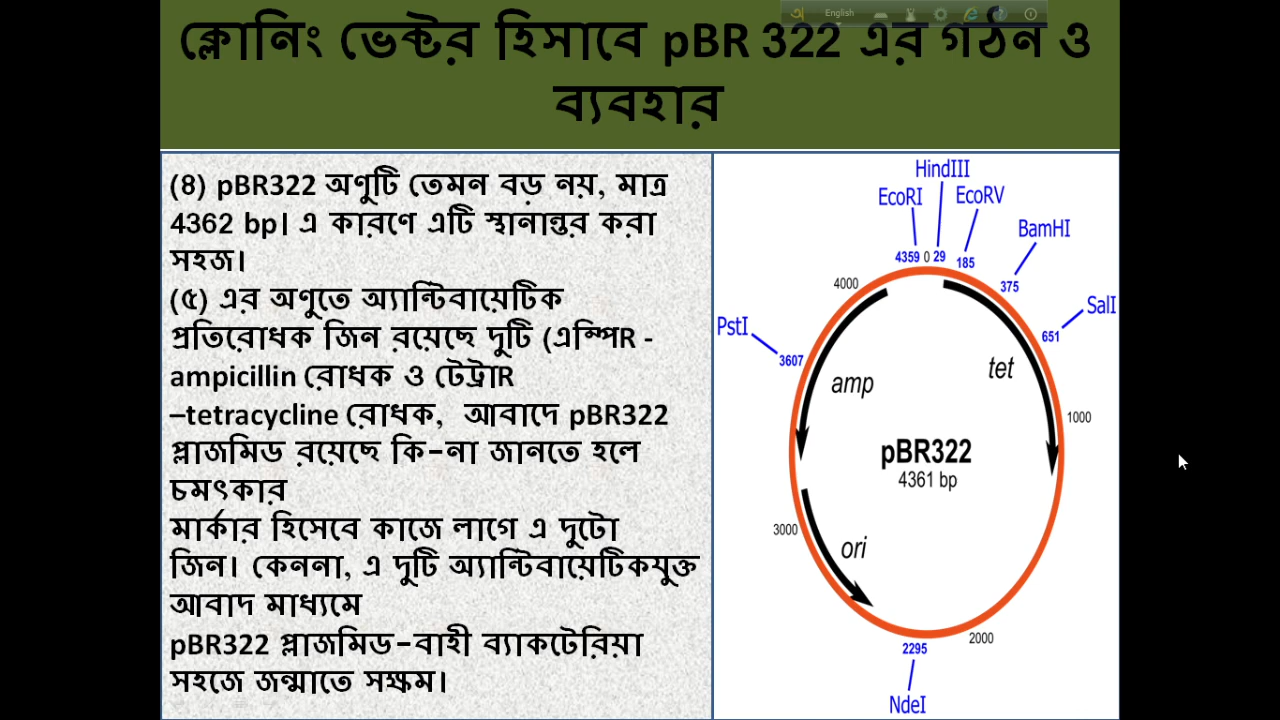 English
ক্লোনিং ভেক্টর হিসাবে pBR 322 এর গঠন ও
ব্যবহার
(8) pBR322 অণুটি তেমন বড় নয়, মাত্র
4362 bp। এ কারণে এটি স্থানান্তর করা
সহজ।
(৫) এর অণুতে অ্যান্টিবায়েটিক
প্রতিরোধক জিন রয়েছে দুটি (এম্পিR -
ampicillin রোধক ও টেট্রাR
–tetracycline রোধক, আবাদে pBR322
প্লাজমিড রয়েছে কি-না জানতে হলে
চমৎকার
মার্কার হিসেবে কাজে লাগে এ দুটো
জিন। কেননা, এ দুটি অ্যান্টিবায়েটিকযুক্ত
আবাদ মাধ্যমে
pBR322 প্লাজমিড-বাহী ব্যাকটেরিয়া
সহজে জন্মাতে সক্ষম।
HindIII
EcoRI
EcoRV
BamHI
SalI
PstI
4359 0 29
185
375
651
4000
3607
amp
tet
1000
pBR322
4361 bp
3000
ori
2000
2295
NdeI